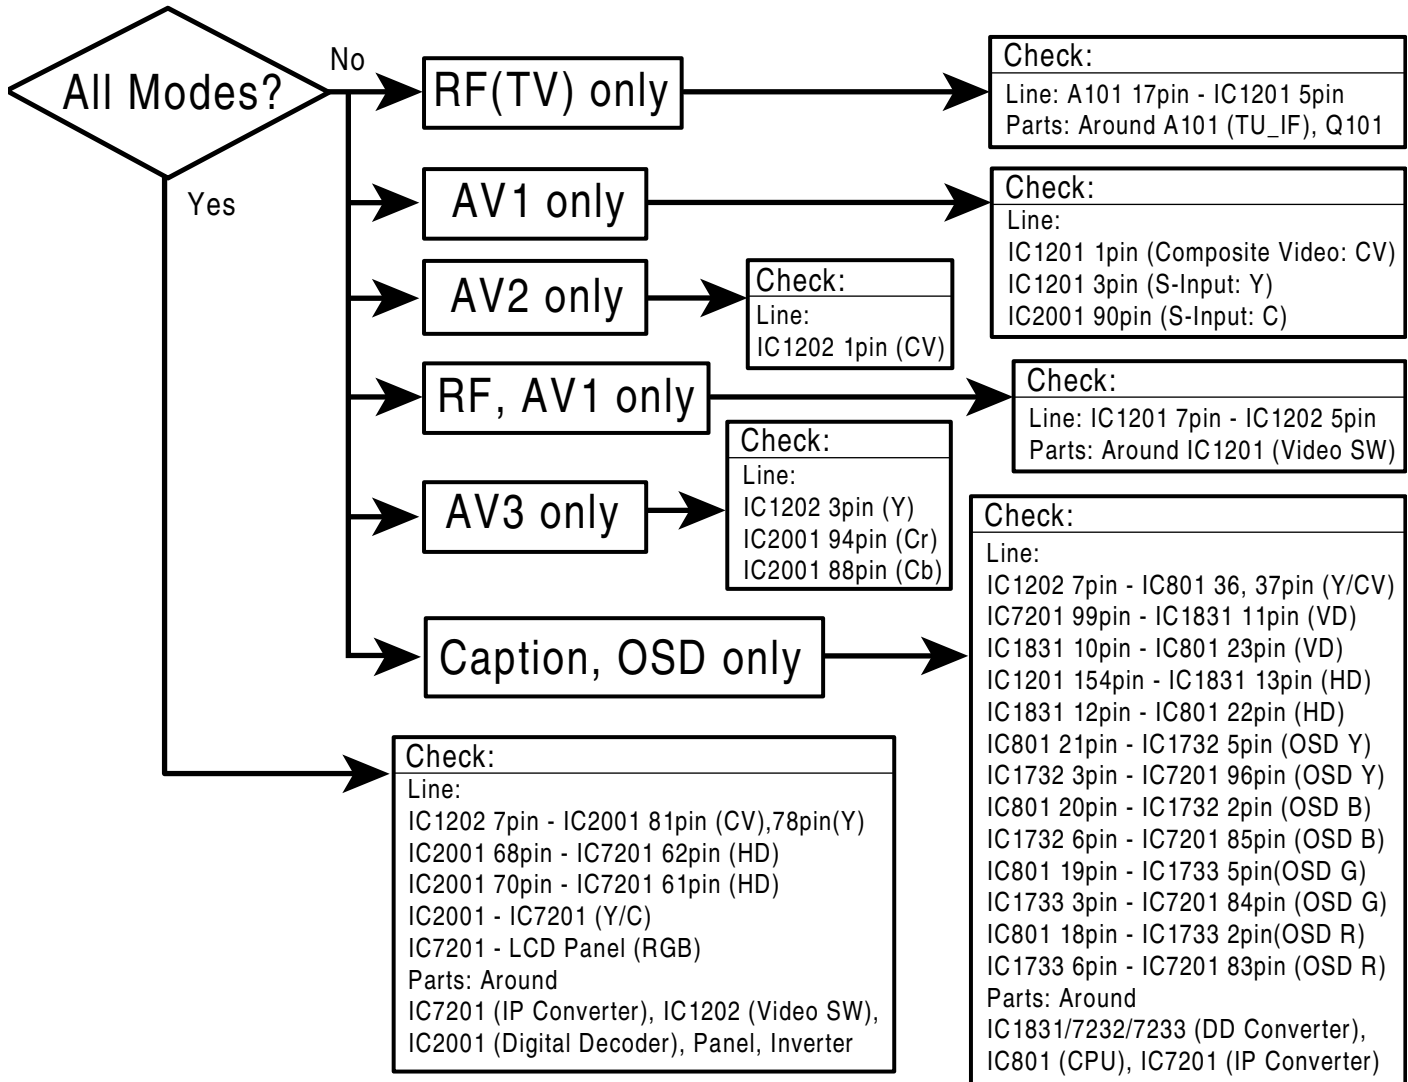 All Modes?
No
Yes
RF(TV) only
Check:
Line: A101 17pin - IC1201 5pin
Parts: Around A101 (TU_IF), Q101
AV1 only
Check:
Line:
IC1201 1pin (Composite Video: CV)
IC1201 3pin (S-Input: Y)
IC2001 90pin (S-Input: C)
AV2 only
Check:
Line:
IC1202 1pin (CV)
RF, AV1 only
Check:
Line: IC1201 7pin - IC1202 5pin
Parts: Around IC1201 (Video SW)
AV3 only
Check:
Line:
IC1202 3pin (Y)
IC2001 94pin (Cr)
IC2001 88pin (Cb)
Caption, OSD only
Check:
Line:
IC1202 7pin - IC801 36, 37pin (Y/CV)
IC7201 99pin - IC1831 11pin (VD)
IC1831 10pin - IC801 23pin (VD)
IC1201 154pin - IC1831 13pin (HD)
IC1831 12pin - IC801 22pin (HD)
IC801 21pin - IC1732 5pin (OSD Y)
IC1732 3pin - IC7201 96pin (OSD Y)
IC801 20pin - IC1732 2pin (OSD B)
IC1732 6pin - IC7201 85pin (OSD B)
IC801 19pin - IC1733 5pin(OSD G)
IC1733 3pin - IC7201 84pin (OSD G)
IC801 18pin - IC1733 2pin(OSD R)
IC1733 6pin - IC7201 83pin (OSD R)
Parts: Around
IC1831/7232/7233 (DD Converter),
IC801 (CPU), IC7201 (IP Converter)
Check:
Line:
IC1202 7pin - IC2001 81pin (CV),78pin(Y)
IC2001 68pin - IC7201 62pin (HD)
IC2001 70pin - IC7201 61pin (HD)
IC2001 - IC7201 (Y/C)
IC7201 - LCD Panel (RGB)
Parts: Around
IC7201 (IP Converter), IC1202 (Video SW),
IC2001 (Digital Decoder), Panel, Inverter